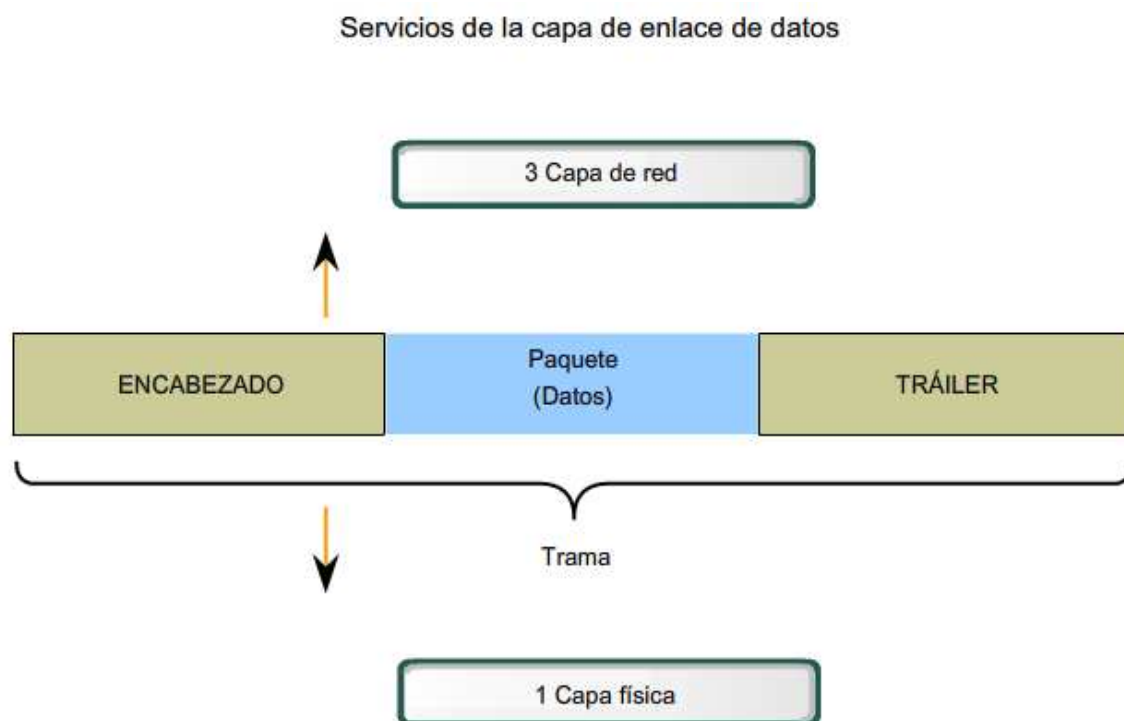 Servicios de la capa de enlace de datos
3 Capa de red
ENCABEZADO
Paquete
(Datos)
TRÁILER
Trama
1 Capa física